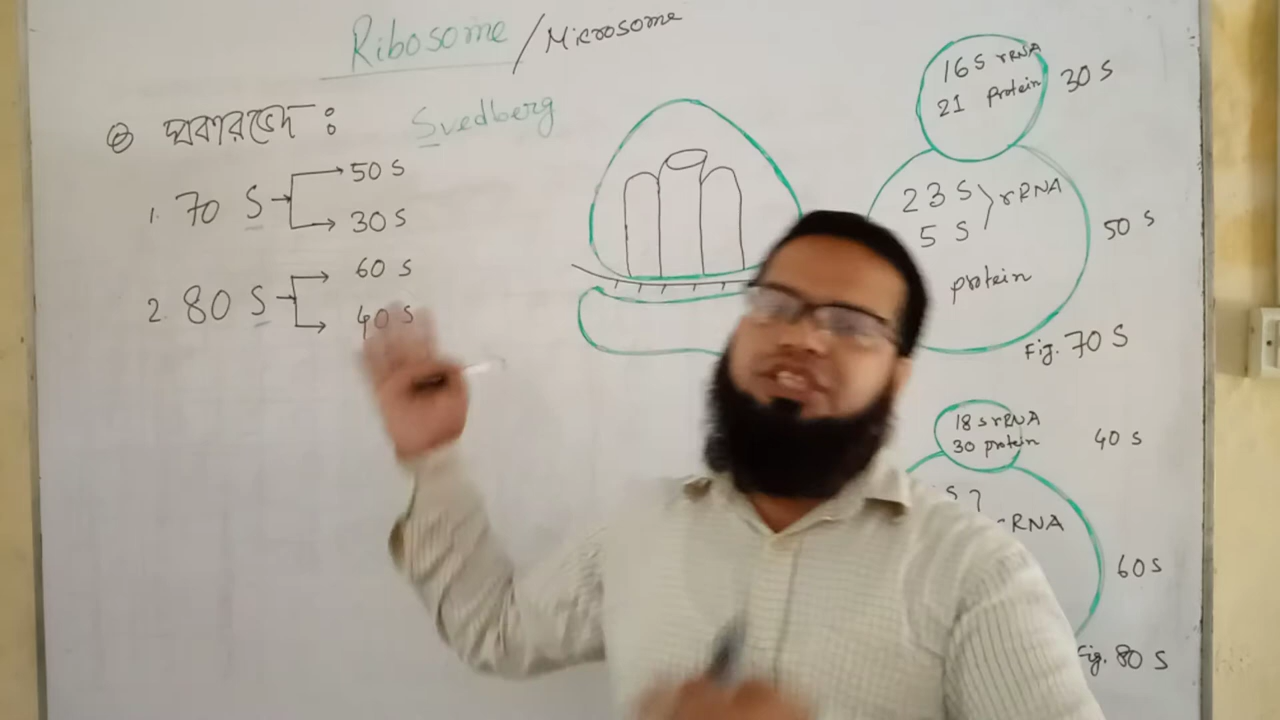 Ribosome / Microsome
প্রকারভেদ :
Svedberg
1. 70 S
50 S
30 S
2. 80 S
60 S
40 S
16 S rRNA
21 Protein
30 S
23 S
5 S
rRNA
protein
50 S
Fig. 70 S
18 s rRNA
30 protein
40 S
S
rRNA
60 S
Fig. 80 S